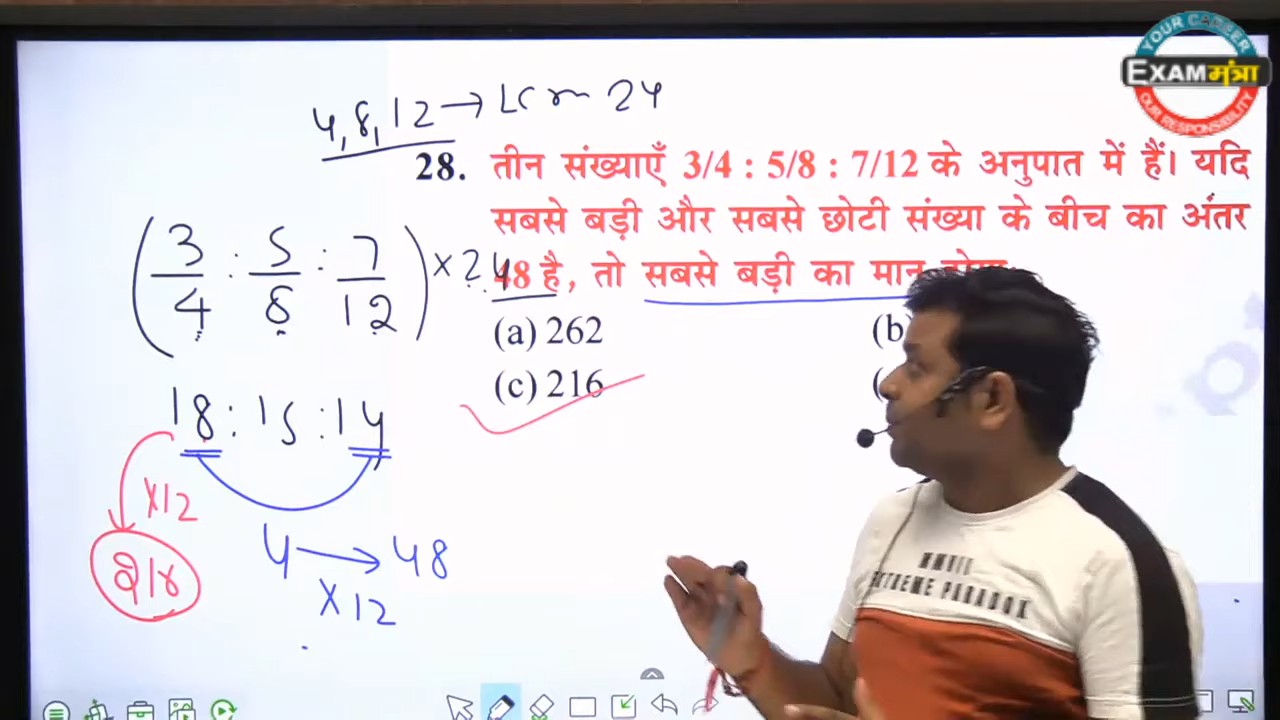 YOUR CAREER
EXAMमंत्रा
OUR RESPONSIBILITY
4,8,12 → LCM 24
28. तीन संख्याएँ 3/4 : 5/8 : 7/12 के अनुपात में हैं। यदि
सबसे बड़ी और सबसे छोटी संख्या के बीच का अंतर
48 है, तो सबसे बड़ी का मान होगा
(a) 262 (b)
(c) 216
(3/4 : 5/8 : 7/12) × 24
18 : 15 : 14
×12
4 → 48
×12
EXTREME PARADOX